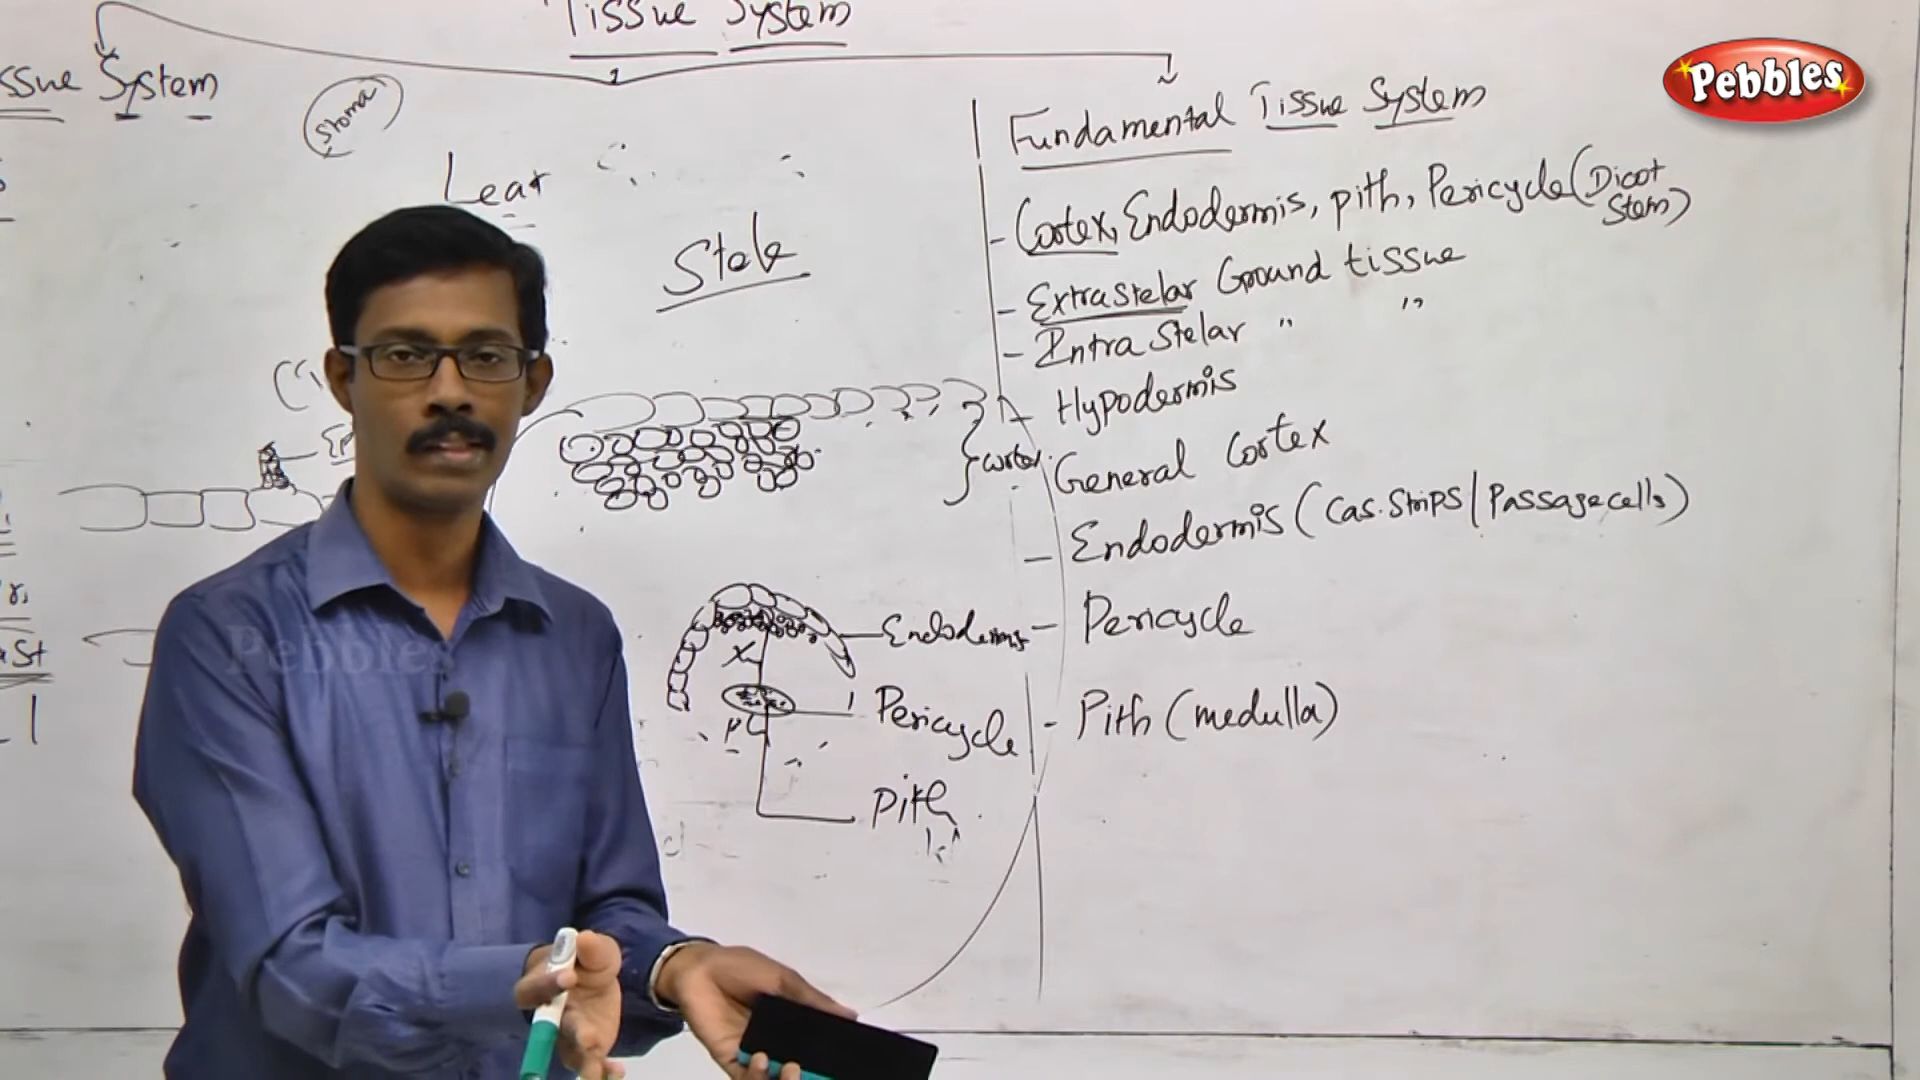 Tissue System
System
Stoma
Leaf
Stele
Pebbles
Fundamental Tissue System
- Cortex, Endodermis, pith, Pericycle (Dicot Stem)
- Extrastelar Ground tissue
- Intra Stelar " "
- Hypodermis
General Cortex
- Endodermis (Cas. Strips / Passage cells)
- Pericycle
- Pith (medulla)
Cortex
Endodermis
X
Pericycle
Pith
Pebbles